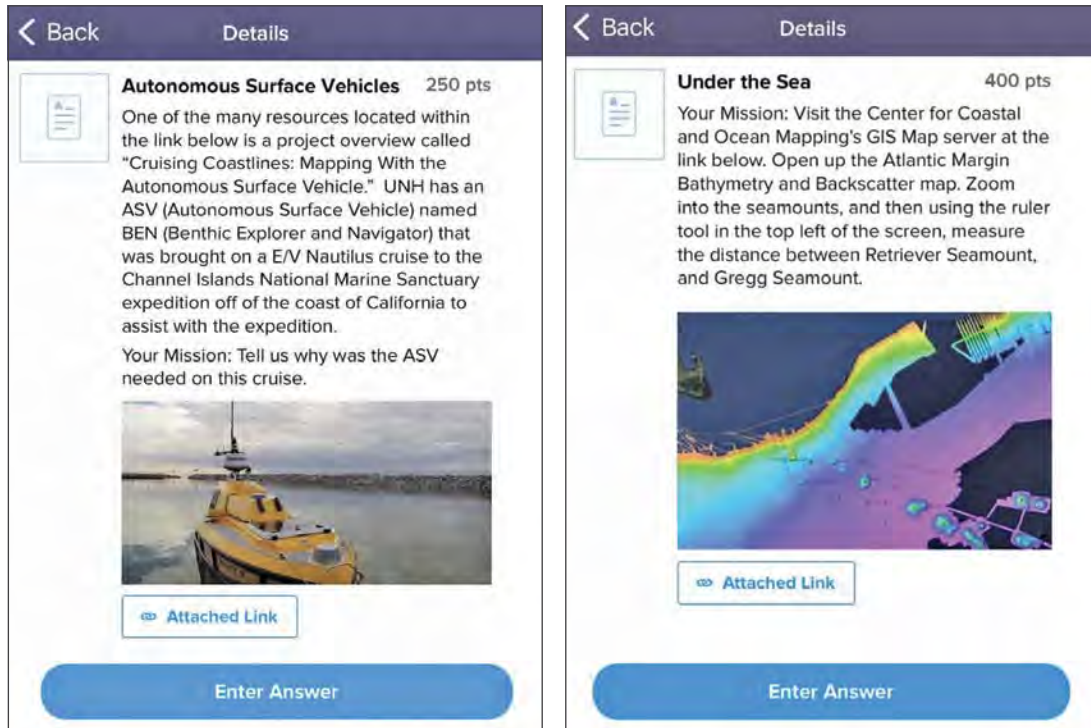 Back Details
Autonomous Surface Vehicles 250 pts
One of the many resources located within
the link below is a project overview called
“Cruising Coastlines: Mapping With the
Autonomous Surface Vehicle.” UNH has an
ASV (Autonomous Surface Vehicle) named
BEN (Benthic Explorer and Navigator) that
was brought on a E/V Nautilus cruise to the
Channel Islands National Marine Sanctuary
expedition off of the coast of California to
assist with the expedition.
Your Mission: Tell us why was the ASV
needed on this cruise.
Attached Link
Enter Answer
Back Details
Under the Sea 400 pts
Your Mission: Visit the Center for Coastal
and Ocean Mapping's GIS Map server at the
link below. Open up the Atlantic Margin
Bathymetry and Backscatter map. Zoom
into the seamounts, and then using the ruler
tool in the top left of the screen, measure
the distance between Retriever Seamount,
and Gregg Seamount.
Attached Link
Enter Answer